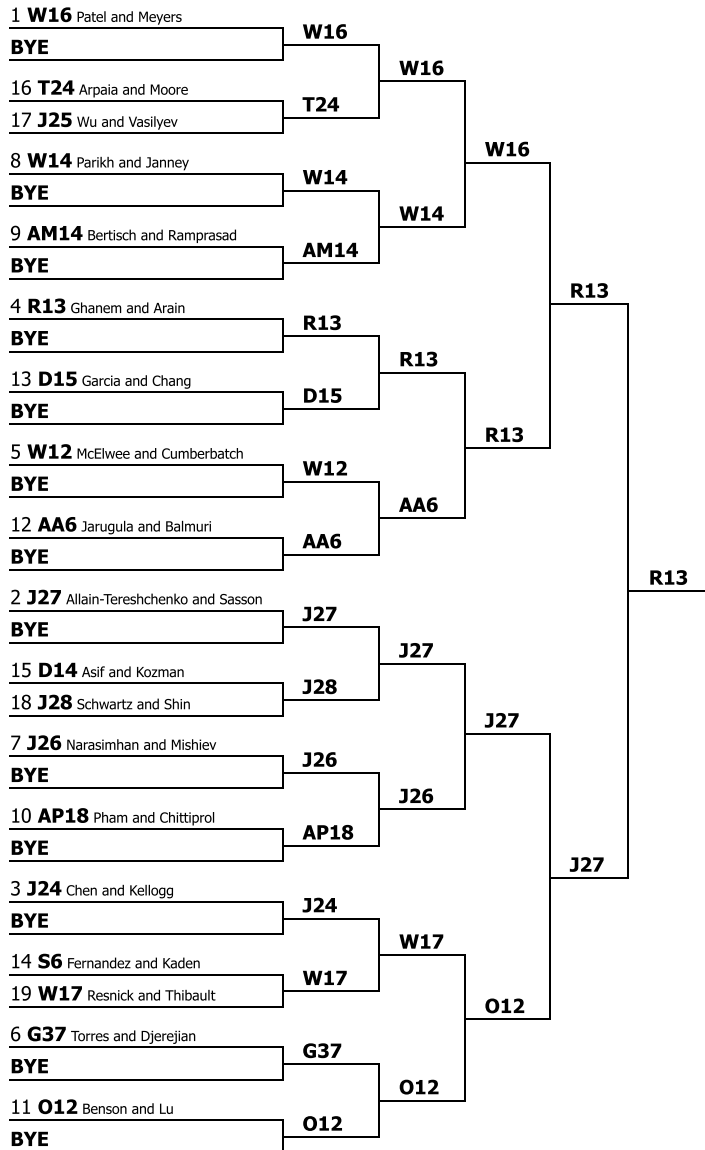 1 W16 Patel and Meyers
BYE
16 T24 Arpaia and Moore
17 J25 Wu and Vasilyev
8 W14 Parikh and Janney
BYE
9 AM14 Bertisch and Ramprasad
BYE
4 R13 Ghanem and Arain
BYE
13 D15 Garcia and Chang
BYE
5 W12 McElwee and Cumberbatch
BYE
12 AA6 Jarugula and Balmuri
BYE
2 J27 Allain-Tereshchenko and Sasson
BYE
15 D14 Asif and Kozman
18 J28 Schwartz and Shin
7 J26 Narasimhan and Mishiev
BYE
10 AP18 Pham and Chittiprol
BYE
3 J24 Chen and Kellogg
BYE
14 S6 Fernandez and Kaden
19 W17 Resnick and Thibault
6 G37 Torres and Djerejian
BYE
11 O12 Benson and Lu
BYE
W16
T24
W14
AM14
R13
D15
W12
AA6
J27
J28
J26
AP18
J24
W17
G37
O12
W16
W14
R13
AA6
J27
J26
W17
O12
W16
R13
J27
O12
R13
J27
R13